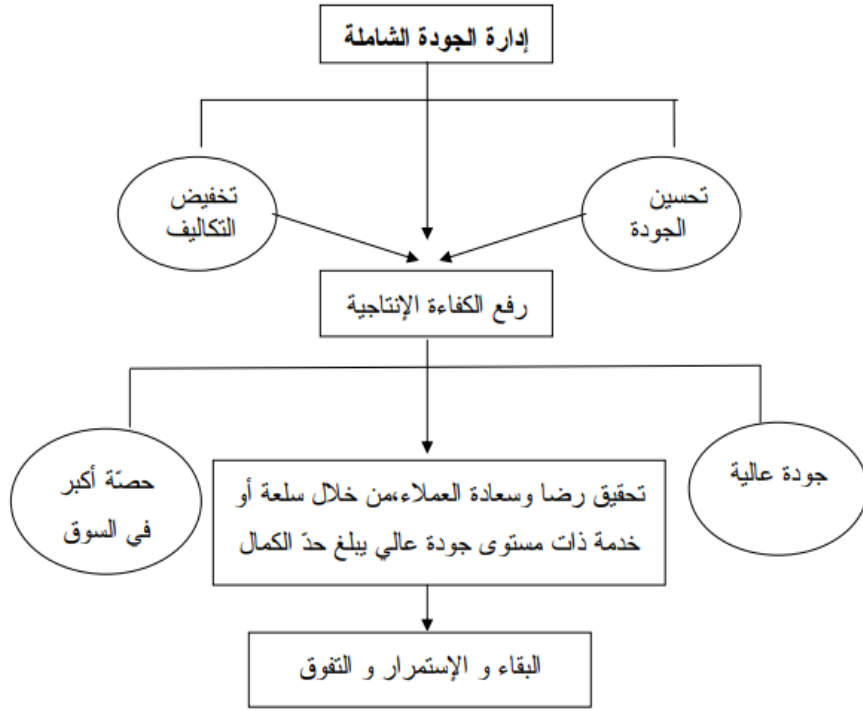 إدارة الجودة الشاملة
تحسين
الجودة
تخفيض
التكاليف
رفع الكفاءة الإنتاجية
جودة عالية
تحقيق رضا وسعادة العملاء،من خلال سلعة أو
خدمة ذات مستوى جودة عالي يبلغ حدّ الكمال
حصّة أكبر
في السوق
البقاء و الإستمرار و التفوق